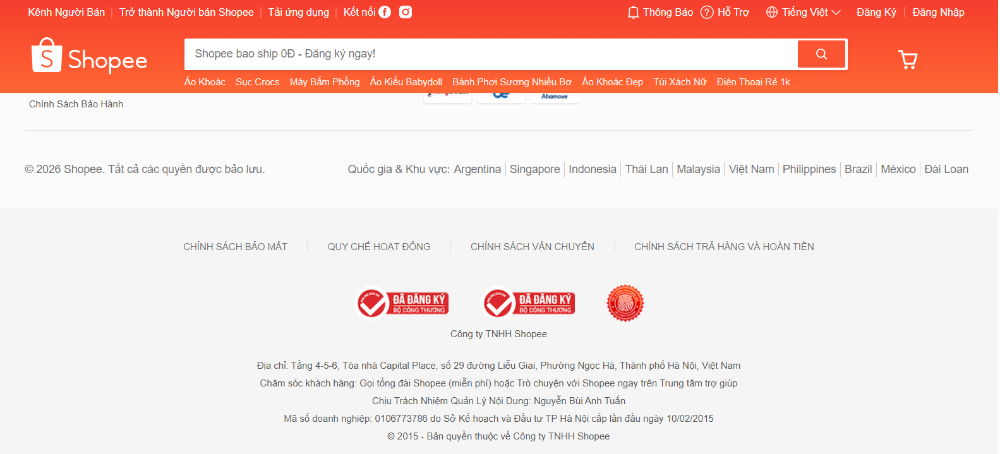 Kênh Người Bán Trở thành Người bán Shopee Tải ứng dụng Kết nối Thông Báo Hỗ Trợ Tiếng Việt Đăng Ký Đăng Nhập
Shopee
Shopee bao ship 0Đ - Đăng ký ngay!
Áo Khoác Sục Crocs Máy Bấm Phồng Áo Kiểu Babydoll Bánh Phơi Sương Nhiều Bơ Áo Khoác Đẹp Túi Xách Nữ Điện Thoại Rẻ 1k
Ahamove
Chính Sách Bảo Hành
© 2026 Shopee. Tất cả các quyền được bảo lưu.
Quốc gia & Khu vực: Argentina Singapore Indonesia Thái Lan Malaysia Việt Nam Philippines Brazil México Đài Loan
CHÍNH SÁCH BẢO MẬT QUY CHẾ HOẠT ĐỘNG CHÍNH SÁCH VẬN CHUYỂN CHÍNH SÁCH TRẢ HÀNG VÀ HOÀN TIỀN
ĐÃ ĐĂNG KÝ
BỘ CÔNG THƯƠNG
ĐÃ ĐĂNG KÝ
BỘ CÔNG THƯƠNG
Công ty TNHH Shopee
Địa chỉ: Tầng 4-5-6, Tòa nhà Capital Place, số 29 đường Liễu Giai, Phường Ngọc Hà, Thành phố Hà Nội, Việt Nam
Chăm sóc khách hàng: Gọi tổng đài Shopee (miễn phí) hoặc Trò chuyện với Shopee ngay trên Trung tâm trợ giúp
Chịu Trách Nhiệm Quản Lý Nội Dung: Nguyễn Bùi Anh Tuấn
Mã số doanh nghiệp: 0106773786 do Sở Kế hoạch và Đầu tư TP Hà Nội cấp lần đầu ngày 10/02/2015
© 2015 - Bản quyền thuộc về Công ty TNHH Shopee